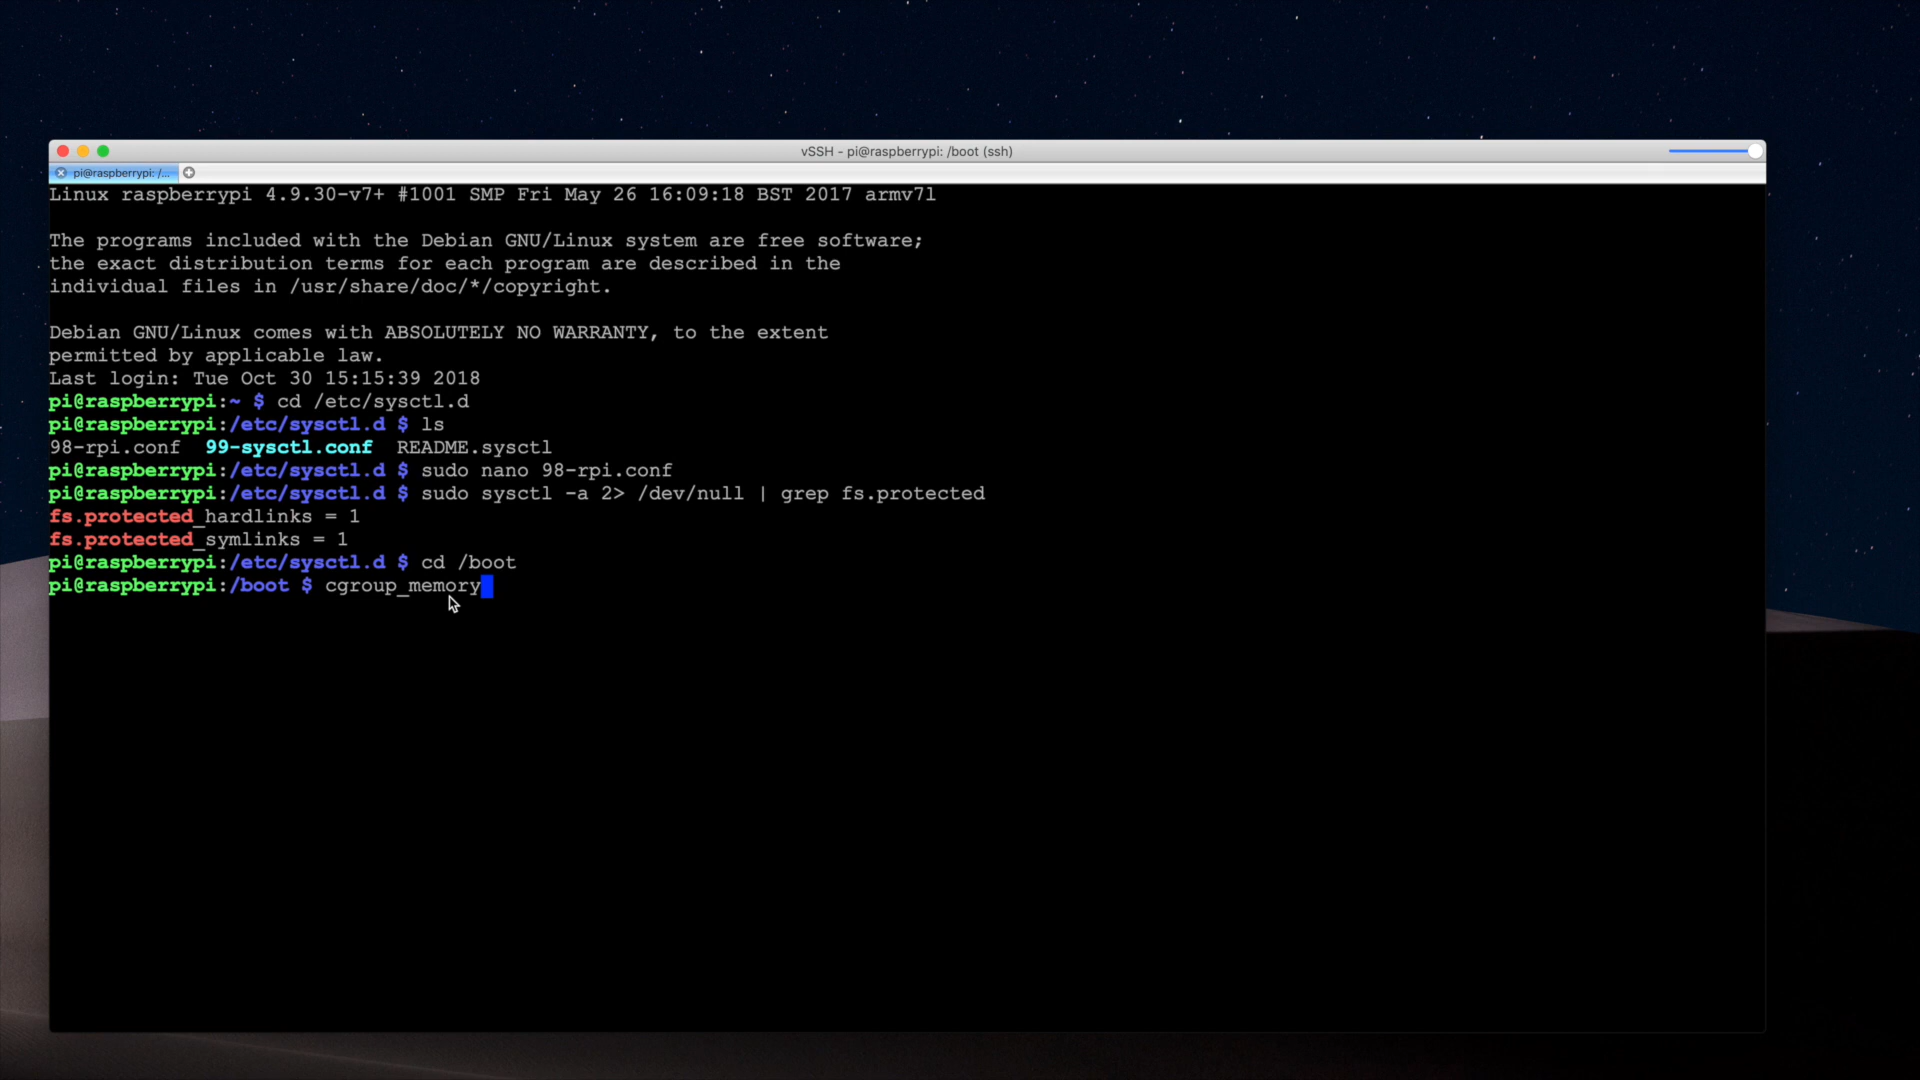 vSSH - pi@raspberrypi: /boot (ssh)
pi@raspberrypi: /...
Linux raspberrypi 4.9.30-v7+ #1001 SMP Fri May 26 16:09:18 BST 2017 armv7l
The programs included with the Debian GNU/Linux system are free software;
the exact distribution terms for each program are described in the
individual files in /usr/share/doc/*/copyright.
Debian GNU/Linux comes with ABSOLUTELY NO WARRANTY, to the extent
permitted by applicable law.
Last login: Tue Oct 30 15:15:39 2018
pi@raspberrypi:~ $ cd /etc/sysctl.d
pi@raspberrypi:/etc/sysctl.d $ ls
98-rpi.conf  99-sysctl.conf  README.sysctl
pi@raspberrypi:/etc/sysctl.d $ sudo nano 98-rpi.conf
pi@raspberrypi:/etc/sysctl.d $ sudo sysctl -a 2> /dev/null | grep fs.protected
fs.protected_hardlinks = 1
fs.protected_symlinks = 1
pi@raspberrypi:/etc/sysctl.d $ cd /boot
pi@raspberrypi:/boot $ cgroup_memory